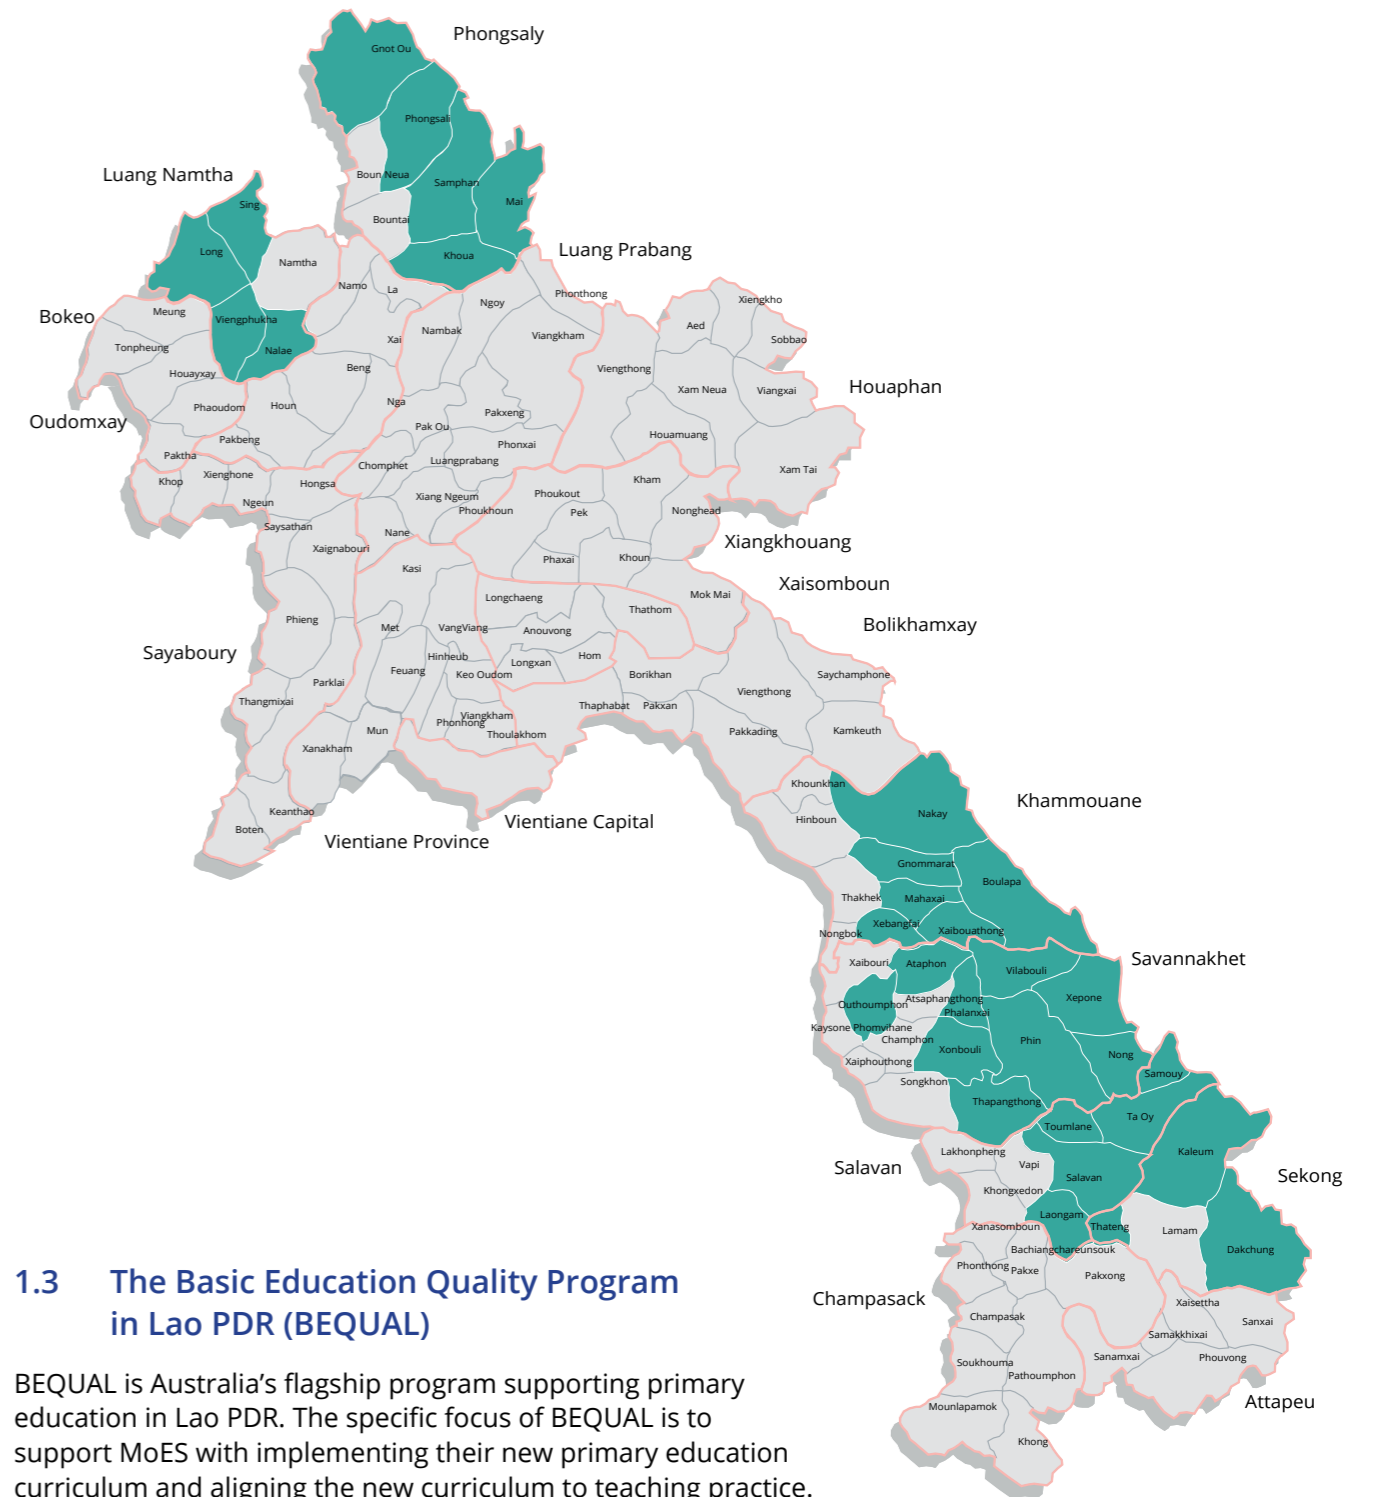 Phongsaly
Gnot Ou
Phongsali
Boun Neua
Samphan
Mai
Bountai
Khoua
Luang Namtha
Sing
Long
Namtha
Viengphukha
Nalae
Luang Prabang
Namo
La
Ngoy
Phonthong
Xiengkho
Aed
Sobbao
Bokeo
Meung
Tonpheung
Houayxay
Phaoudom
Xai
Nambak
Viangkham
Beng
Viengthong
Xam Neua
Viangxai
Houaphan
Oudomxay
Houn
Nga
Pakxeng
Pak Ou
Houamuang
Pakbeng
Phonxai
Paktha
Chomphet
Luangprabang
Xam Tai
Khop
Xienghone
Hongsa
Kham
Ngeun
Xiang Ngeum
Phoukout
Phoukhoun
Pek
Nonghead
Saysathan
Nane
Xaignabouri
Xiangkhouang
Phaxai
Khoun
Kasi
Xaisomboun
Longchaeng
Mok Mai
Thathom
Bolikhamxay
Phieng
Met
VangViang
Anouvong
Sayaboury
Hinheub
Longxan
Hom
Feuang
Keo Oudom
Borikhan
Saychamphone
Parklai
Viengthong
Thangmixai
Thaphabat
Pakxan
Viangkham
Phonhong
Mun
Thoulakhom
Pakkading
Kamkeuth
Xanakham
Khounkhan
Keanthao
Boten
Vientiane Province
Vientiane Capital
Hinboun
Nakay
Khammouane
Gnommarat
Boulapa
Thakhek
Mahaxai
Xebangfai
Nongbok
Xaibouathong
Savannakhet
Xaibouri
Ataphon
Vilabouli
Outhoumphon
Atsaphangthong
Xepone
Phalanxai
Kaysone Phomvihane
Champhon
Xonbouli
Phin
Nong
Xaiphouthong
Samouy
Songkhon
Thapangthong
Toumlane
Ta Oy
Salavan
Lakhonpheng
Vapi
Kaleum
Salavan
Sekong
Khongxedon
Laongam
Thateng
Xanasomboun
Lamam
Bachiangchareunsouk
Dakchung
Phonthong
Pakxe
Pakxong
Champasack
Champasak
Xaisettha
Sanxai
Samakkhixai
Soukhouma
Pathoumphon
Sanamxai
Phouvong
Attapeu
Mounlapamok
Khong
1.3 The Basic Education Quality Program
in Lao PDR (BEQUAL)
BEQUAL is Australia’s flagship program supporting primary
education in Lao PDR. The specific focus of BEQUAL is to
support MoES with implementing their new primary education
curriculum and aligning the new curriculum to teaching practice.